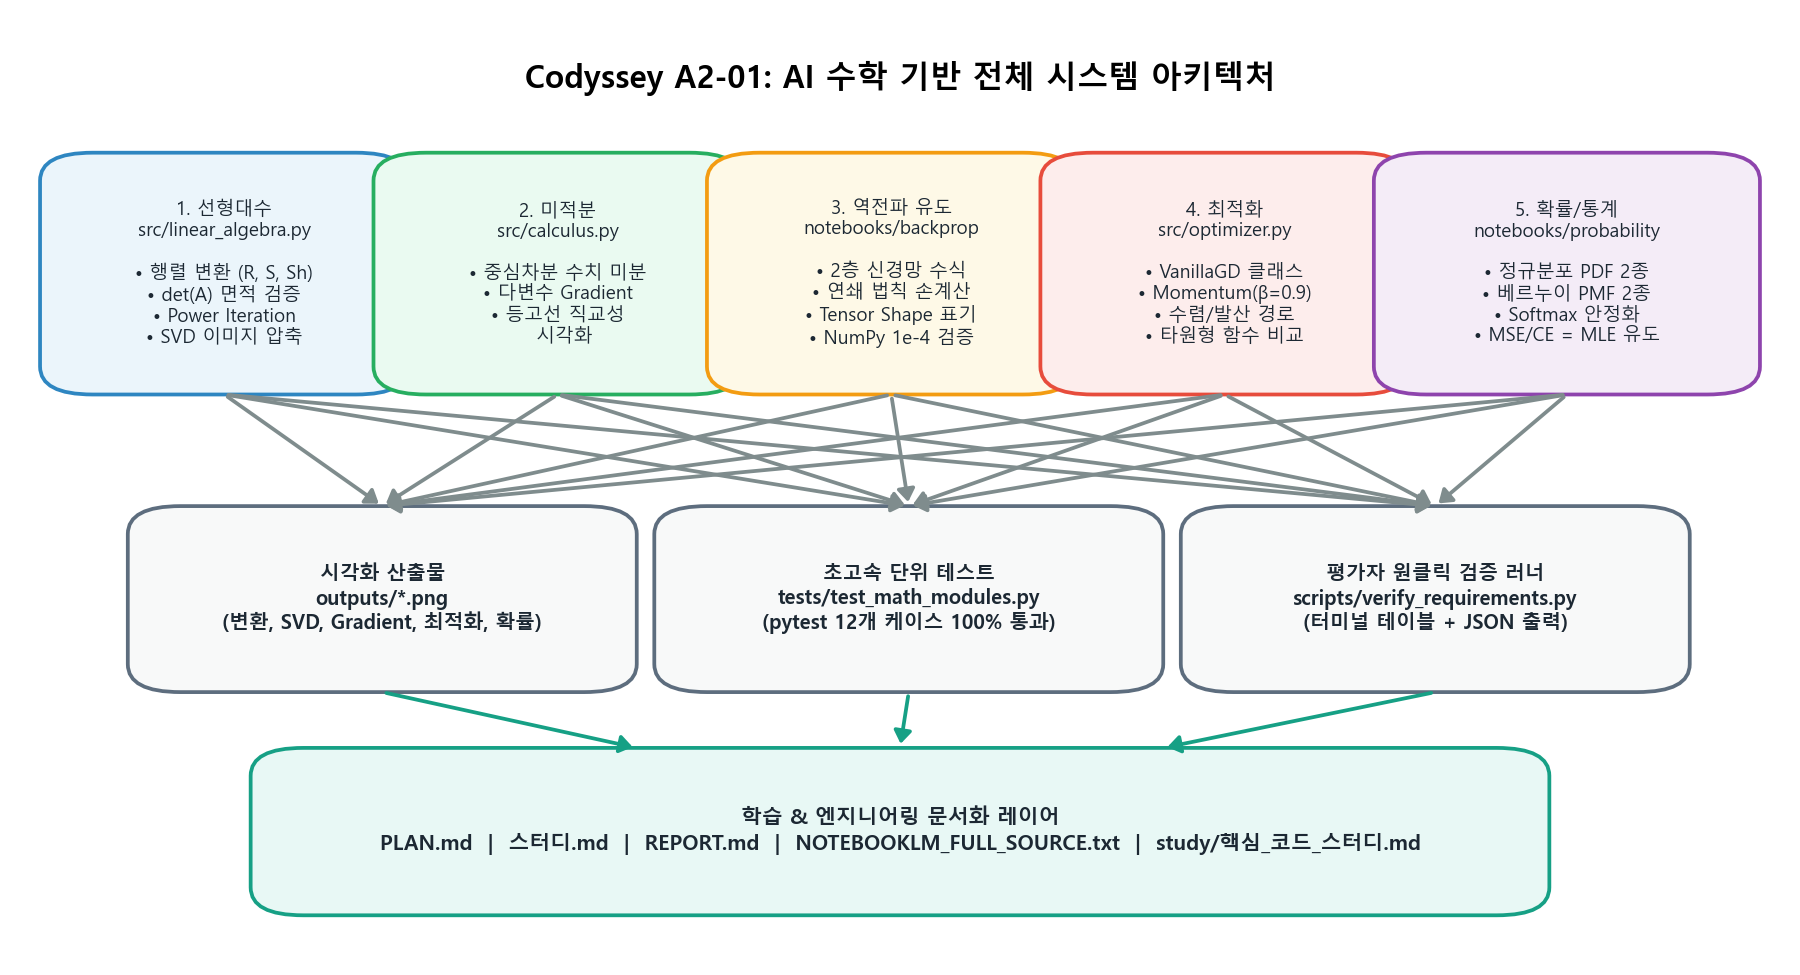 Codyssey A2-01: AI 수학 기반 전체 시스템 아키텍처
1. 선형대수
src/linear_algebra.py
• 행렬 변환 (R, S, Sh)
• det(A) 면적 검증
• Power Iteration
• SVD 이미지 압축
2. 미적분
src/calculus.py
• 중심차분 수치 미분
• 다변수 Gradient
• 등고선 직교성
시각화
3. 역전파 유도
notebooks/backprop
• 2층 신경망 수식
• 연쇄 법칙 손계산
• Tensor Shape 표기
• NumPy 1e-4 검증
4. 최적화
src/optimizer.py
• VanillaGD 클래스
• Momentum(β=0.9)
• 수렴/발산 경로
• 타원형 함수 비교
5. 확률/통계
notebooks/probability
• 정규분포 PDF 2종
• 베르누이 PMF 2종
• Softmax 안정화
• MSE/CE = MLE 유도
시각화 산출물
outputs/*.png
(변환, SVD, Gradient, 최적화, 확률)
초고속 단위 테스트
tests/test_math_modules.py
(pytest 12개 케이스 100% 통과)
평가자 원클릭 검증 러너
scripts/verify_requirements.py
(터미널 테이블 + JSON 출력)
학습 & 엔지니어링 문서화 레이어
PLAN.md | 스터디.md | REPORT.md | NOTEBOOKLM_FULL_SOURCE.txt | study/핵심_코드_스터디.md